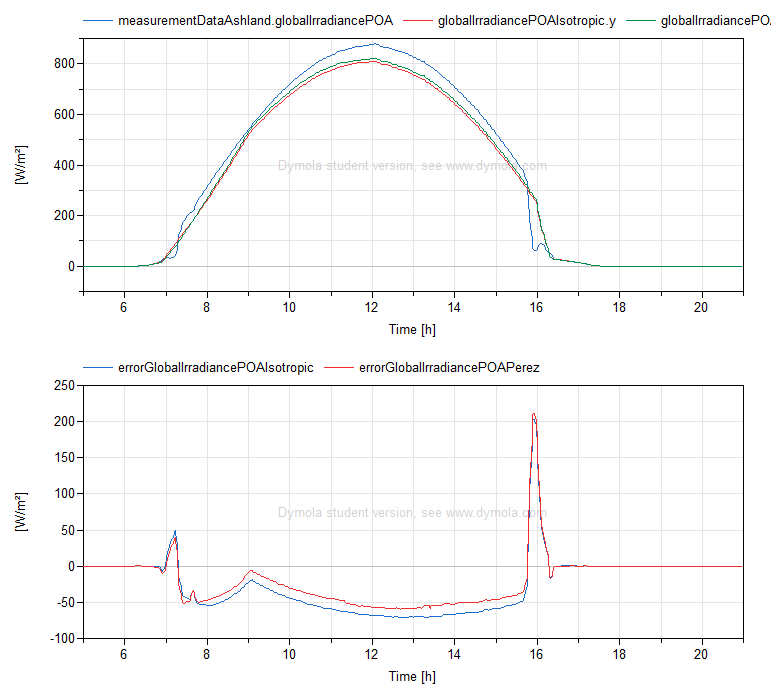 measurementDataAshland.globalIrradiancePOA globalIrradiancePOAIsotropic.y globalIrradiancePO
800
600
400
200
0
[W/m²]
Dymola student version, see www.dymola.com
6 8 10 12 14 16 18 20
Time [h]
errorGlobalIrradiancePOAIsotropic errorGlobalIrradiancePOAPerez
250
200
150
100
50
0
-50
-100
[W/m²]
Dymola student version, see www.dymola.com
6 8 10 12 14 16 18 20
Time [h]